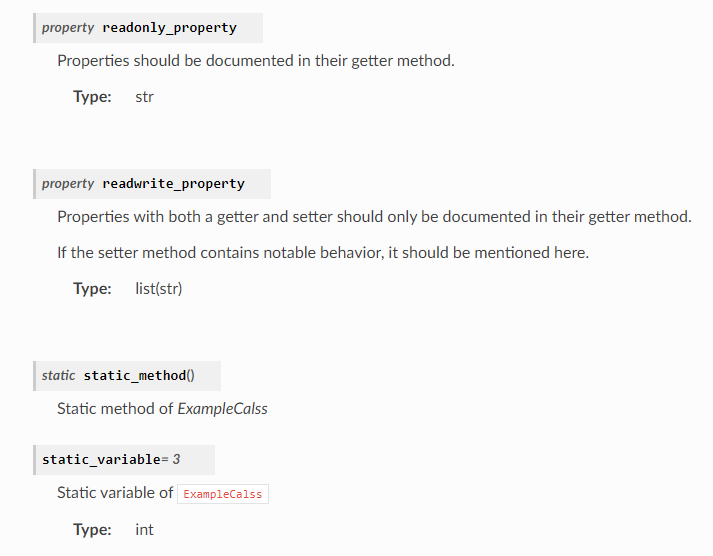 property readonly_property
Properties should be documented in their getter method.
Type: str
property readwrite_property
Properties with both a getter and setter should only be documented in their getter method.
If the setter method contains notable behavior, it should be mentioned here.
Type: list(str)
static static_method()
Static method of ExampleCalss
static_variable= 3
Static variable of ExampleCalss
Type: int